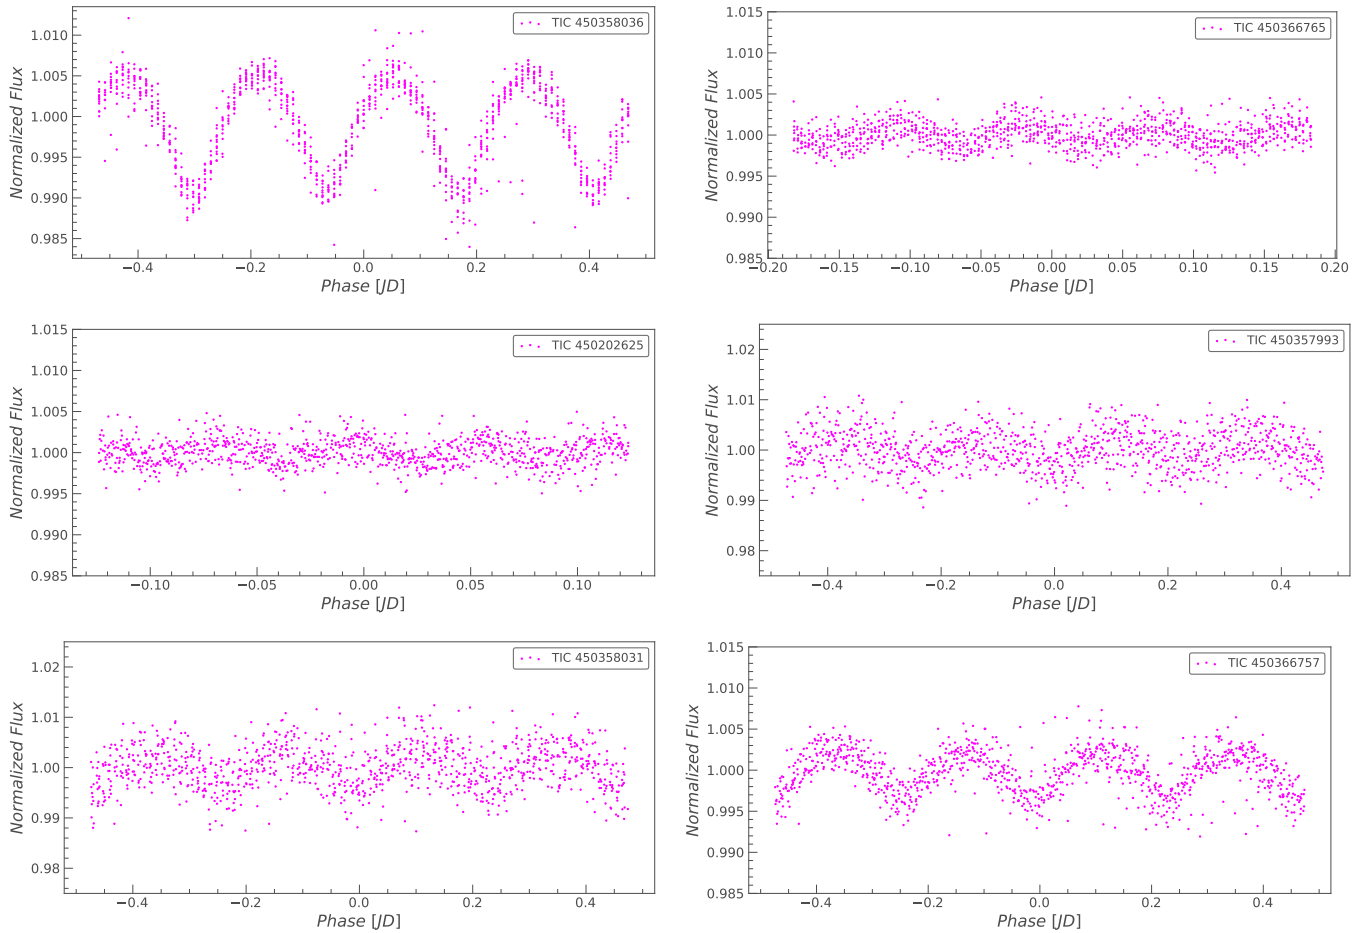 TIC 450358036
Normalized Flux
1.010
1.005
1.000
0.995
0.990
0.985
−0.4 −0.2 0.0 0.2 0.4
Phase [JD]
TIC 450366765
Normalized Flux
1.015
1.010
1.005
1.000
0.995
0.990
0.985
−0.20 −0.15 −0.10 −0.05 0.00 0.05 0.10 0.15 0.20
Phase [JD]
TIC 450202625
Normalized Flux
1.015
1.010
1.005
1.000
0.995
0.990
0.985
−0.10 −0.05 0.00 0.05 0.10
Phase [JD]
TIC 450357993
Normalized Flux
1.02
1.01
1.00
0.99
0.98
−0.4 −0.2 0.0 0.2 0.4
Phase [JD]
TIC 450358031
Normalized Flux
1.02
1.01
1.00
0.99
0.98
−0.4 −0.2 0.0 0.2 0.4
Phase [JD]
TIC 450366757
Normalized Flux
1.015
1.010
1.005
1.000
0.995
0.990
0.985
−0.4 −0.2 0.0 0.2 0.4
Phase [JD]